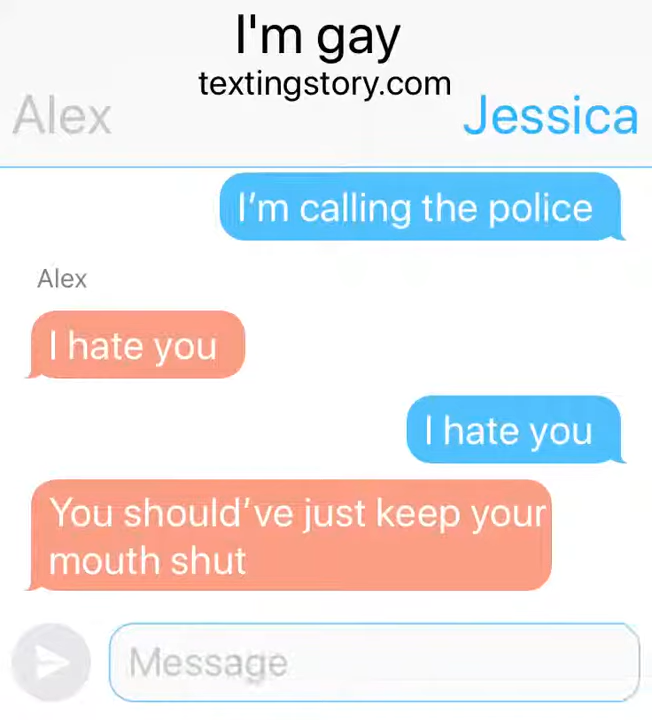 I'm gay
textingstory.com
Alex
Jessica
I'm calling the police
Alex
I hate you
I hate you
You should've just keep your
mouth shut
Message